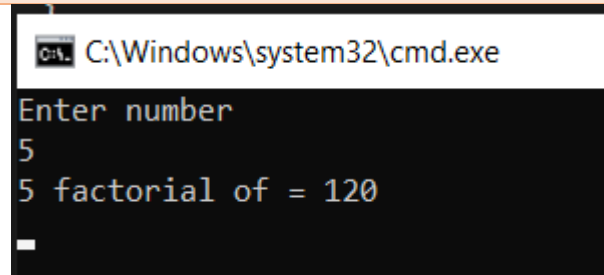 C:\Windows\system32\cmd.exe
Enter number
5
5 factorial of = 120